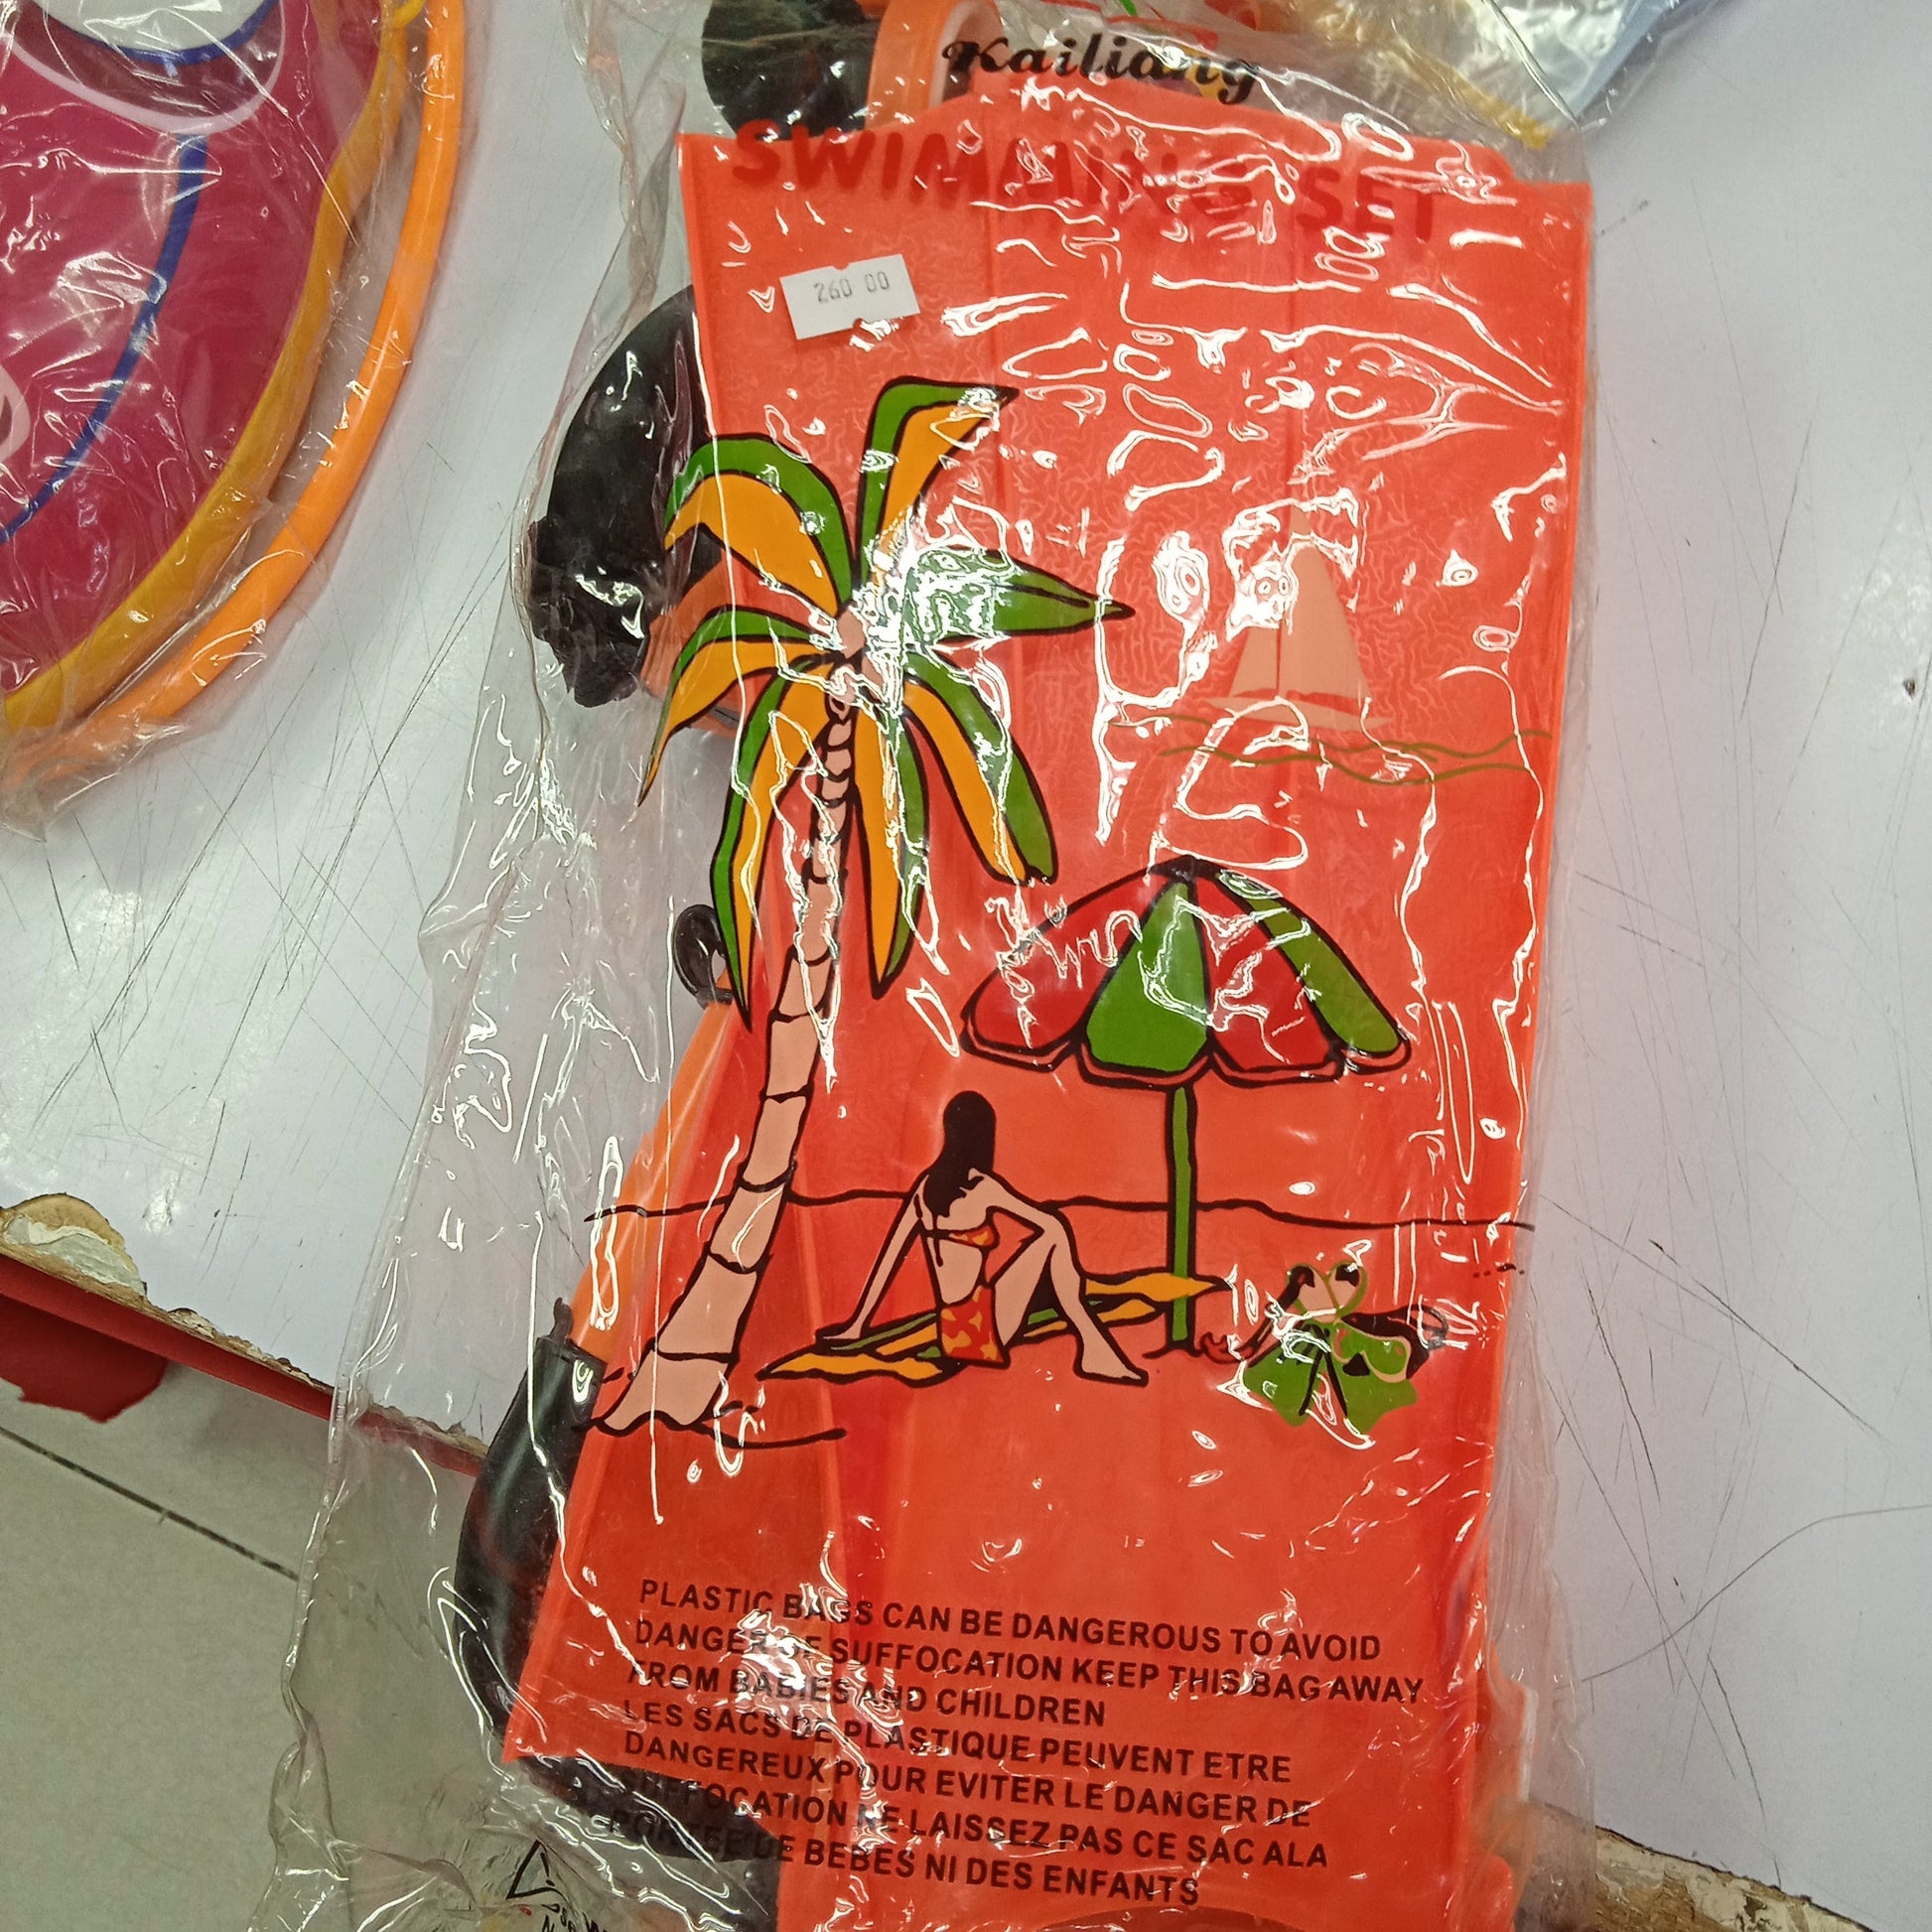 Kailiang
SWIMMING SET
260 00
PLASTIC BAGS CAN BE DANGEROUS TO AVOID
DANGER OF SUFFOCATION KEEP THIS BAG AWAY
FROM BABIES AND CHILDREN
LES SACS DE PLASTIQUE PEUVENT ETRE
DANGEREUX POUR EVITER LE DANGER DE
SUFFOCATION NE LAISSEZ PAS CE SAC ALA
PORTEE DE BEBES NI DES ENFANTS